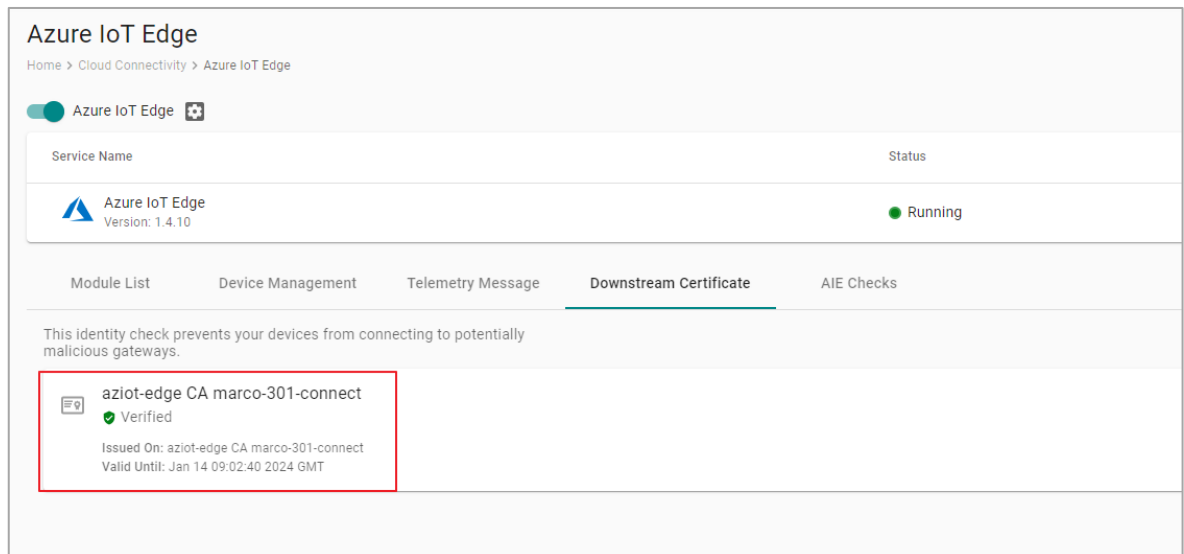 Azure IoT Edge
Home > Cloud Connectivity > Azure IoT Edge
Azure IoT Edge
Service Name Status
Azure IoT Edge
Version: 1.4.10
Running
Module List Device Management Telemetry Message Downstream Certificate AIE Checks
This identity check prevents your devices from connecting to potentially
malicious gateways.
aziot-edge CA marco-301-connect
Verified
Issued On: aziot-edge CA marco-301-connect
Valid Until: Jan 14 09:02:40 2024 GMT